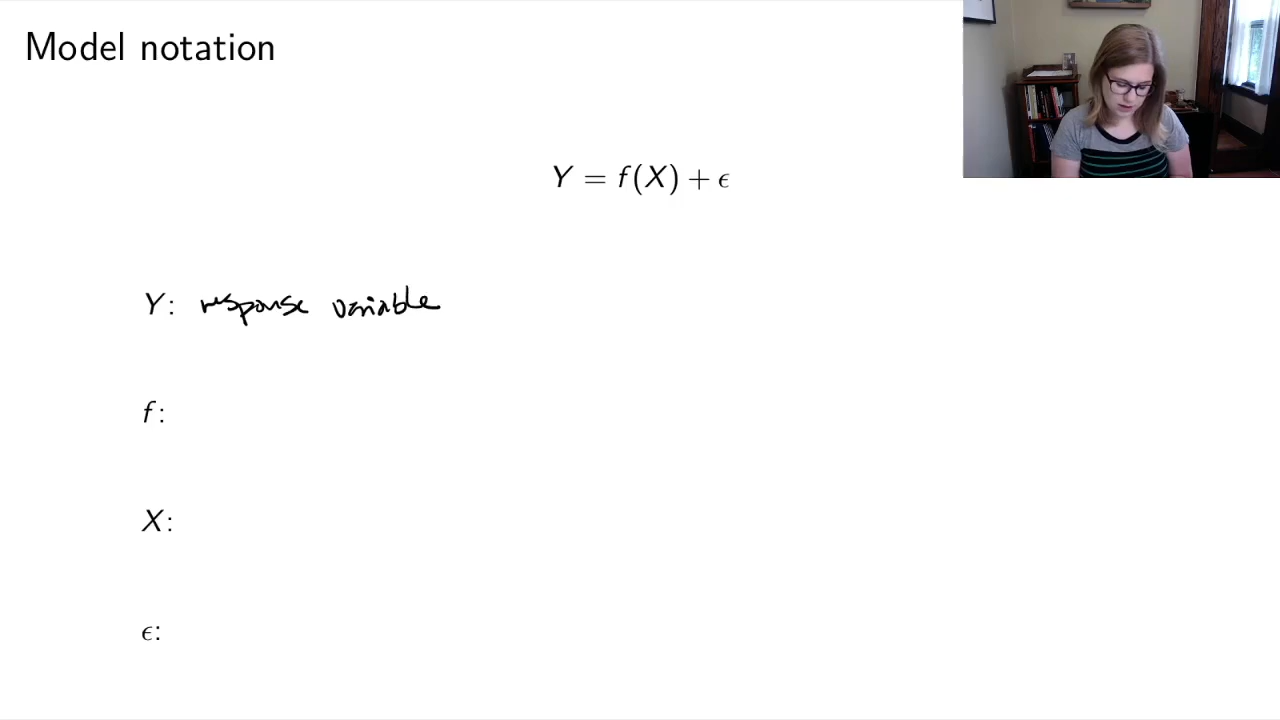 Model notation
Y = f(X) + ϵ
Y: response variable
f:
X:
ϵ: